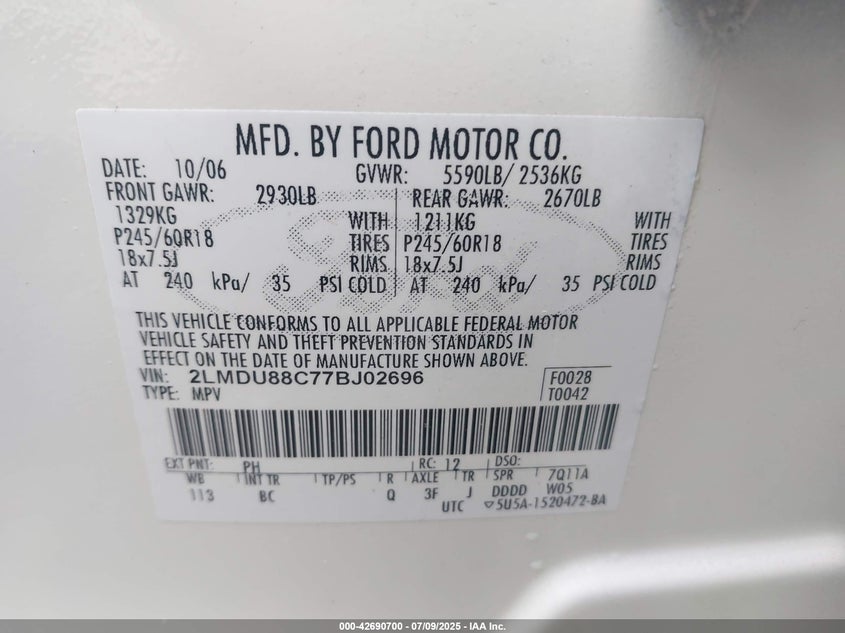 MFD. BY FORD MOTOR CO.
DATE: 10/06 GVWR: 5590LB/ 2536KG
FRONT GAWR: 2930LB REAR GAWR: 2670LB
1329KG WITH 1211KG WITH
P245/60R18 TIRES P245/60R18 TIRES
18x7.5J RIMS 18x7.5J RIMS
AT 240 kPa/ 35 PSI COLD AT 240 kPa/ 35 PSI COLD
Ford
THIS VEHICLE CONFORMS TO ALL APPLICABLE FEDERAL MOTOR
VEHICLE SAFETY AND THEFT PREVENTION STANDARDS IN
EFFECT ON THE DATE OF MANUFACTURE SHOWN ABOVE.
VIN: 2LMDU88C77BJ02696 F0028
TYPE: MPV T0042
EXT PNT: PH RC: 12 DSO:
WB INT TR TP/PS R AXLE TR SPR 7Q11A
113 BC Q 3F J DDDD W05
UTC ▽5U5A-1520472-BA
000-42690700 / 07/09/2025 - IAA Inc.